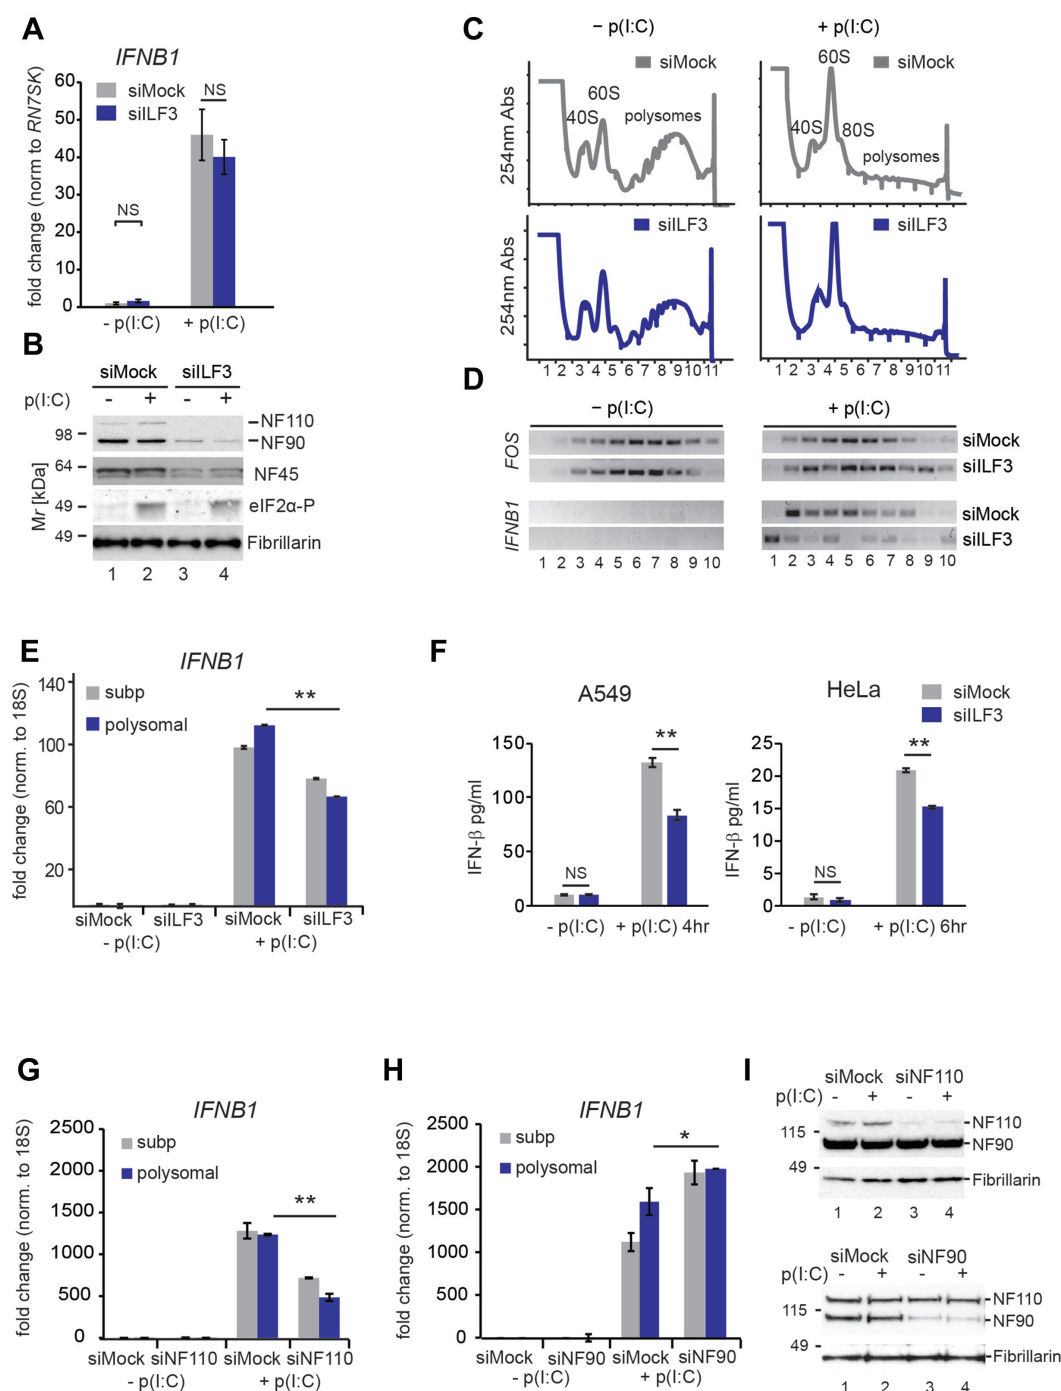 A
IFNB1
fold change (norm to RN7SK)
60
50
40
30
20
10
0
siMock
siILF3
NS
NS
- p(I:C) + p(I:C)
B
siMock siILF3
p(I:C) - + - +
Mr [kDa]
98
64
49
49
NF110
NF90
NF45
eIF2α-P
Fibrillarin
1 2 3 4
C
– p(I:C) + p(I:C)
254nm Abs
siMock
40S
60S
polysomes
siMock
60S
40S
80S
polysomes
254nm Abs
siILF3
siILF3
1 2 3 4 5 6 7 8 9 10 11
1 2 3 4 5 6 7 8 9 10 11
D
– p(I:C) + p(I:C)
FOS
siMock
siILF3
IFNB1
siMock
siILF3
1 2 3 4 5 6 7 8 9 10
1 2 3 4 5 6 7 8 9 10
E
IFNB1
fold change (norm. to 18S)
140
100
60
20
subp
polysomal
**
siMock siILF3 siMock siILF3
- p(I:C) + p(I:C)
F
siMock
siILF3
A549
IFN-β pg/ml
150
100
50
0
NS
**
- p(I:C) + p(I:C) 4hr
HeLa
IFN-β pg/ml
25
20
15
10
5
0
NS
**
- p(I:C) + p(I:C) 6hr
G
IFNB1
fold change (norm. to 18S)
2500
2000
1500
1000
500
0
subp
polysomal
**
siMock siNF110 siMock siNF110
- p(I:C) + p(I:C)
H
IFNB1
fold change (norm. to 18S)
2500
2000
1500
1000
500
0
subp
polysomal
*
siMock siNF90 siMock siNF90
- p(I:C) + p(I:C)
I
siMock siNF110
p(I:C) - + - +
115
49
NF110
NF90
Fibrillarin
1 2 3 4
siMock siNF90
p(I:C) - + - +
115
49
NF110
NF90
Fibrillarin
1 2 3 4